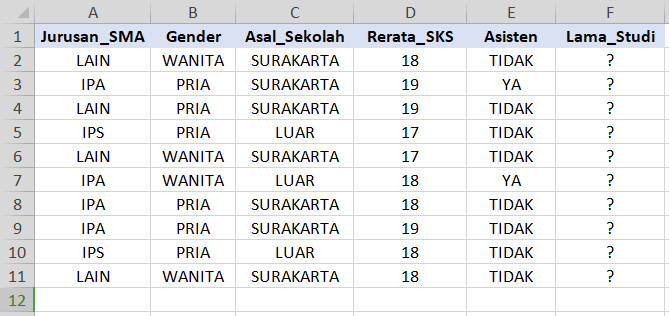 A B C D E F
1 Jurusan_SMA Gender Asal_Sekolah Rerata_SKS Asisten Lama_Studi
2 LAIN WANITA SURAKARTA 18 TIDAK ?
3 IPA PRIA SURAKARTA 19 YA ?
4 LAIN PRIA SURAKARTA 19 TIDAK ?
5 IPS PRIA LUAR 17 TIDAK ?
6 LAIN WANITA SURAKARTA 17 TIDAK ?
7 IPA WANITA LUAR 18 YA ?
8 IPA PRIA SURAKARTA 18 TIDAK ?
9 IPA PRIA SURAKARTA 19 TIDAK ?
10 IPS PRIA LUAR 18 TIDAK ?
11 LAIN WANITA SURAKARTA 18 TIDAK ?
12